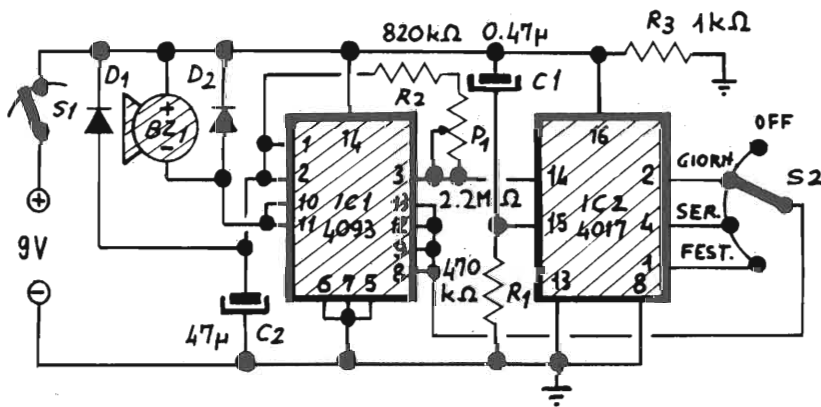 820kΩ 0.47µ R3 1kΩ
S1 D1 BZ1 D2 R2 P1 C1
+
-
14 16 OFF
1
2 3 14 2 GIORN. S2
10 IC1 13 2.2MΩ IC2
11 4093 12 15 4017 4 SER.
9
8 470 kΩ R1 1 FEST.
+
9V
-
6 7 5 13 8
47µ C2